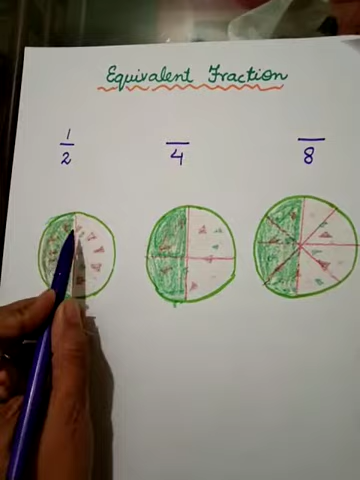 Equivalent Fraction
1/2 _/4 _/8